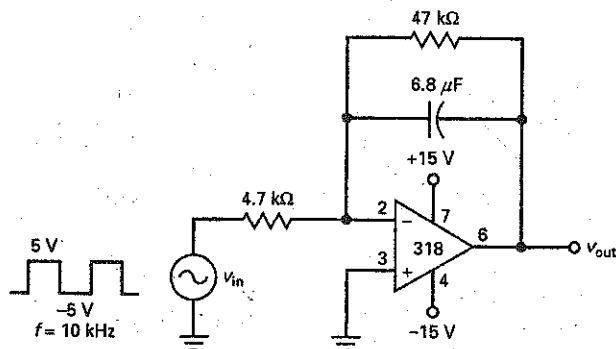 47 kΩ
6.8 µF
+15 V
4.7 kΩ
2
7
−
318
6
3
+
4
v_out
5 V
v_in
−5 V
f = 10 kHz
−15 V